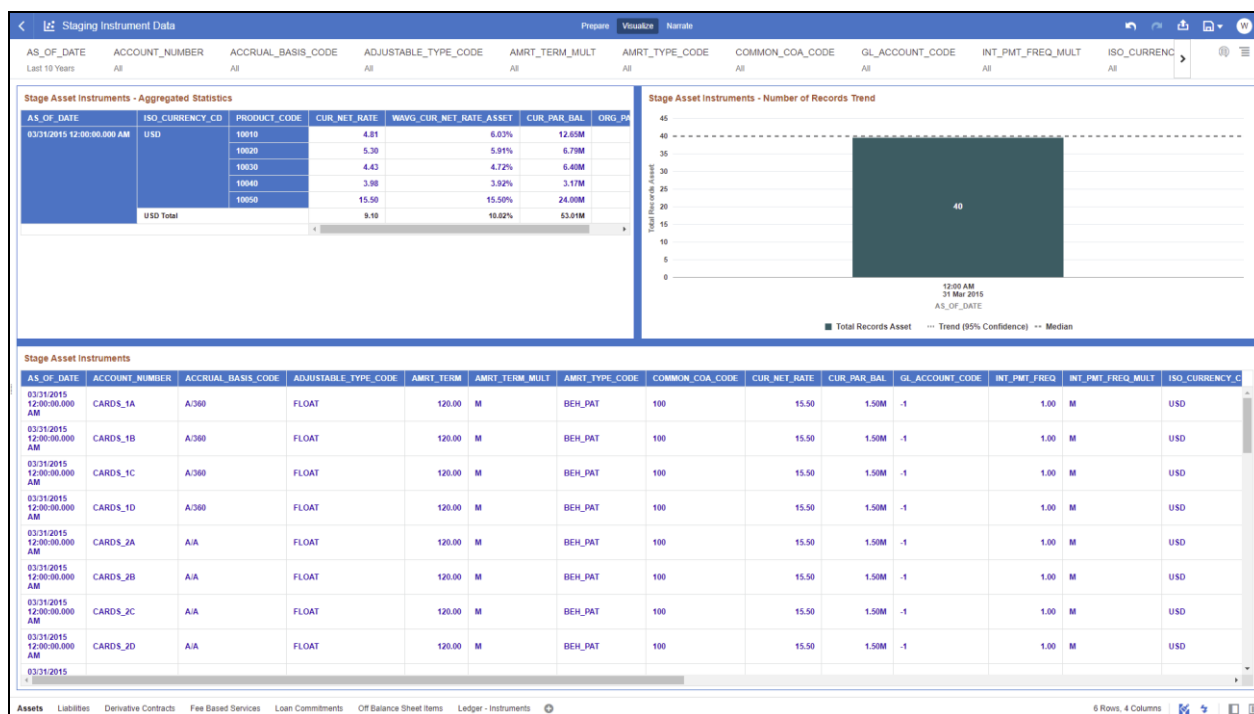 Staging Instrument Data Prepare Visualize Narrate W
AS_OF_DATE ACCOUNT_NUMBER ACCRUAL_BASIS_CODE ADJUSTABLE_TYPE_CODE AMRT_TERM_MULT AMRT_TYPE_CODE COMMON_COA_CODE GL_ACCOUNT_CODE INT_PMT_FREQ_MULT ISO_CURRENC
Last 10 Years All All All All All All All All All
Stage Asset Instruments - Aggregated Statistics
AS_OF_DATE ISO_CURRENCY_CD PRODUCT_CODE CUR_NET_RATE WAVG_CUR_NET_RATE_ASSET CUR_PAR_BAL ORG_PA
03/31/2015 12:00:00.000 AM USD 10010 4.81 6.03% 12.65M
10020 5.30 5.91% 6.79M
10030 4.43 4.72% 6.40M
10040 3.98 3.92% 3.17M
10050 15.50 15.50% 24.00M
USD Total 9.10 10.02% 53.01M
Stage Asset Instruments - Number of Records Trend
Total Records Asset
45
40
35
30
25
20
15
10
5
0
40
12:00 AM
31 Mar 2015
AS_OF_DATE
Total Records Asset Trend (95% Confidence) Median
Stage Asset Instruments
AS_OF_DATE ACCOUNT_NUMBER ACCRUAL_BASIS_CODE ADJUSTABLE_TYPE_CODE AMRT_TERM AMRT_TERM_MULT AMRT_TYPE_CODE COMMON_COA_CODE CUR_NET_RATE CUR_PAR_BAL GL_ACCOUNT_CODE INT_PMT_FREQ INT_PMT_FREQ_MULT ISO_CURRENCY_C
03/31/2015
12:00:00.000 CARDS_1A A/360 FLOAT 120.00 M BEH_PAT 100 15.50 1.50M -1 1.00 M USD
AM
03/31/2015
12:00:00.000 CARDS_1B A/360 FLOAT 120.00 M BEH_PAT 100 15.50 1.50M -1 1.00 M USD
AM
03/31/2015
12:00:00.000 CARDS_1C A/360 FLOAT 120.00 M BEH_PAT 100 15.50 1.50M -1 1.00 M USD
AM
03/31/2015
12:00:00.000 CARDS_1D A/360 FLOAT 120.00 M BEH_PAT 100 15.50 1.50M -1 1.00 M USD
AM
03/31/2015
12:00:00.000 CARDS_2A A/A FLOAT 120.00 M BEH_PAT 100 15.50 1.50M -1 1.00 M USD
AM
03/31/2015
12:00:00.000 CARDS_2B A/A FLOAT 120.00 M BEH_PAT 100 15.50 1.50M -1 1.00 M USD
AM
03/31/2015
12:00:00.000 CARDS_2C A/A FLOAT 120.00 M BEH_PAT 100 15.50 1.50M -1 1.00 M USD
AM
03/31/2015
12:00:00.000 CARDS_2D A/A FLOAT 120.00 M BEH_PAT 100 15.50 1.50M -1 1.00 M USD
AM
03/31/2015
Assets Liabilities Derivative Contracts Fee Based Services Loan Commitments Off Balance Sheet Items Ledger - Instruments 6 Rows, 4 Columns